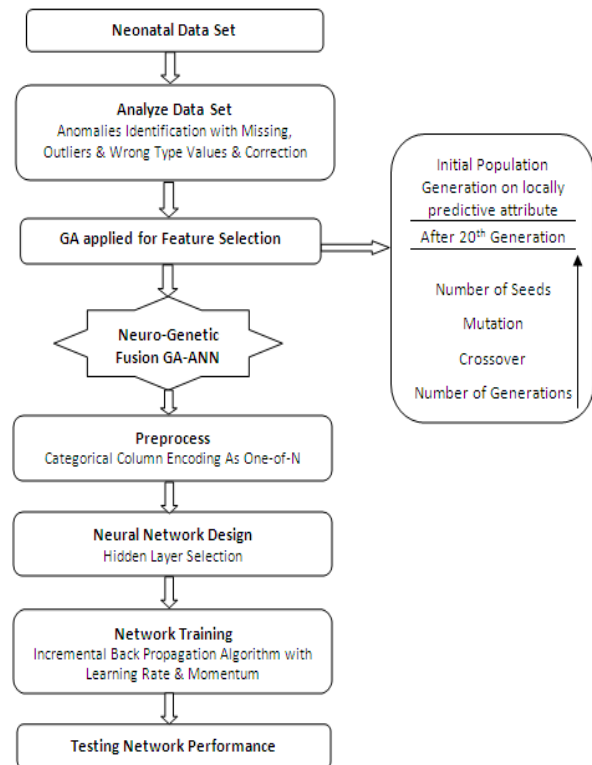 Neonatal Data Set
Analyze Data Set
Anomalies Identification with Missing,
Outliers & Wrong Type Values & Correction
GA applied for Feature Selection
Initial Population
Generation on locally
predictive attribute
After 20th Generation
Number of Seeds
Mutation
Crossover
Number of Generations
Neuro-Genetic
Fusion GA-ANN
Preprocess
Categorical Column Encoding As One-of-N
Neural Network Design
Hidden Layer Selection
Network Training
Incremental Back Propagation Algorithm with
Learning Rate & Momentum
Testing Network Performance